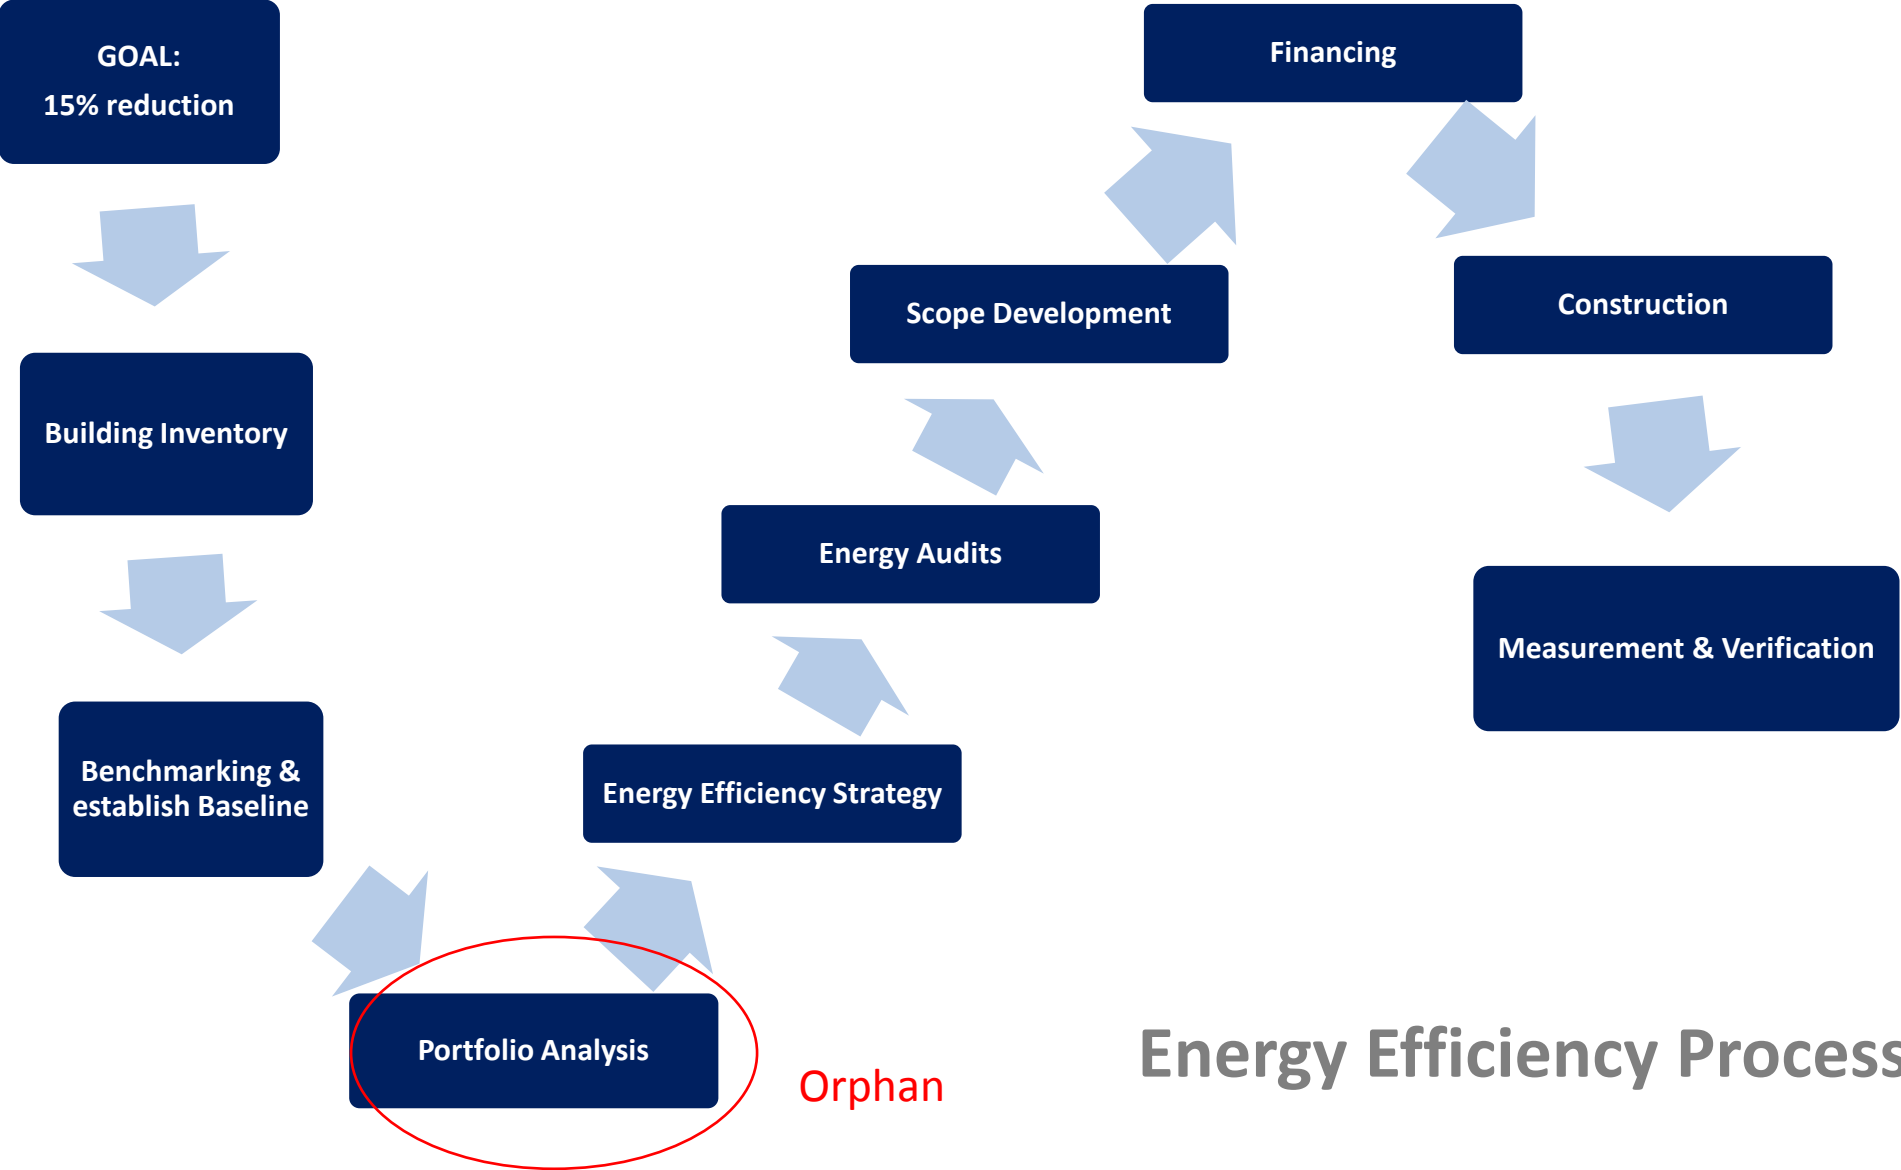 GOAL:
15% reduction
Building Inventory
Benchmarking &
establish Baseline
Portfolio Analysis
Orphan
Energy Efficiency Strategy
Energy Audits
Scope Development
Financing
Construction
Measurement & Verification
Energy Efficiency Process